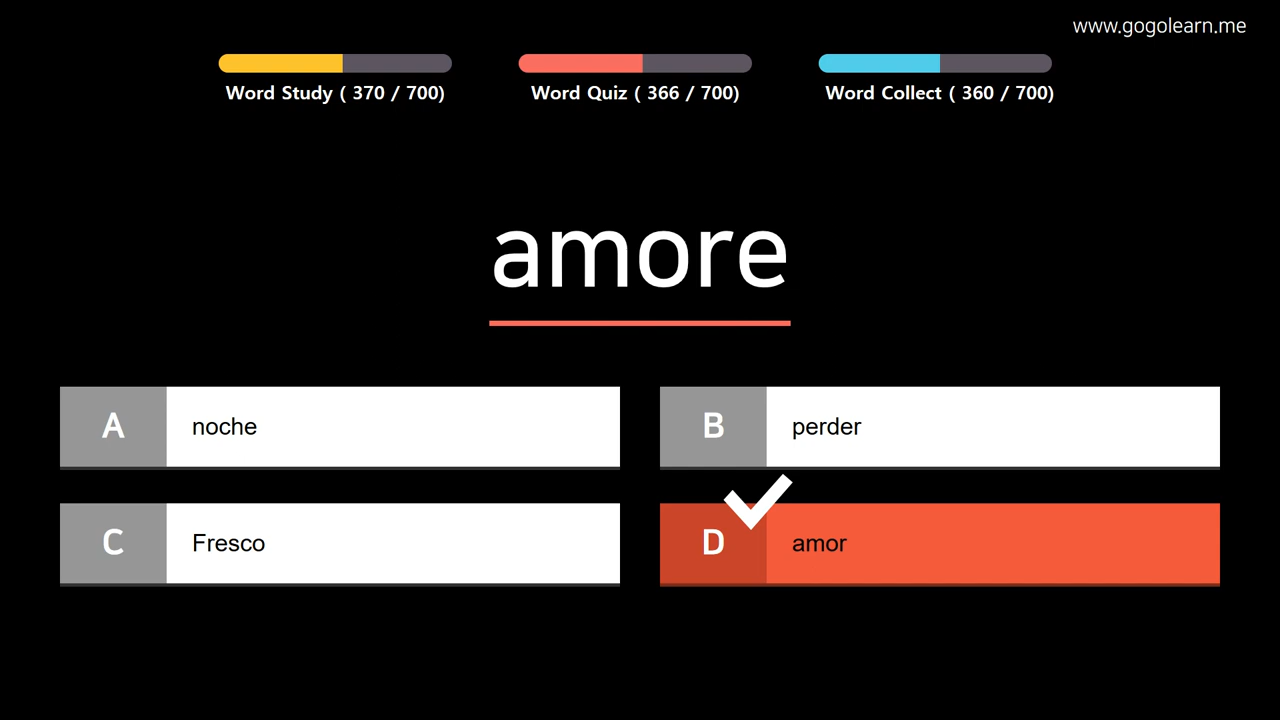 www.gogolearn.me
Word Study ( 370 / 700)
Word Quiz ( 366 / 700)
Word Collect ( 360 / 700)
amore
A
noche
B
perder
C
Fresco
D
amor